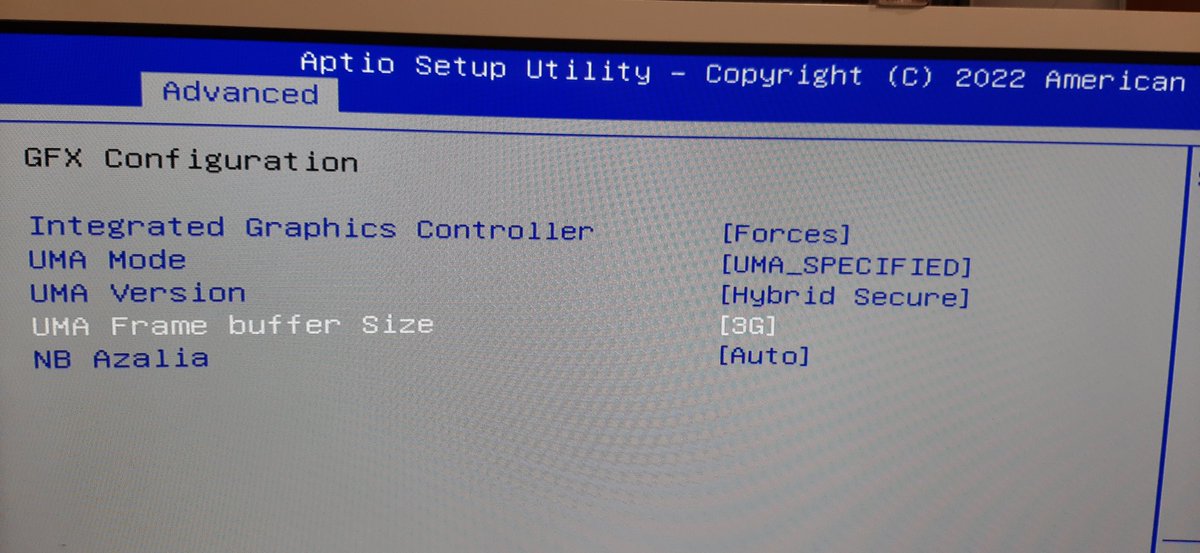 Aptio Setup Utility - Copyright (C) 2022 American
Advanced
GFX Configuration
Integrated Graphics Controller [Forces]
UMA Mode [UMA_SPECIFIED]
UMA Version [Hybrid Secure]
UMA Frame buffer Size [3G]
NB Azalia [Auto]